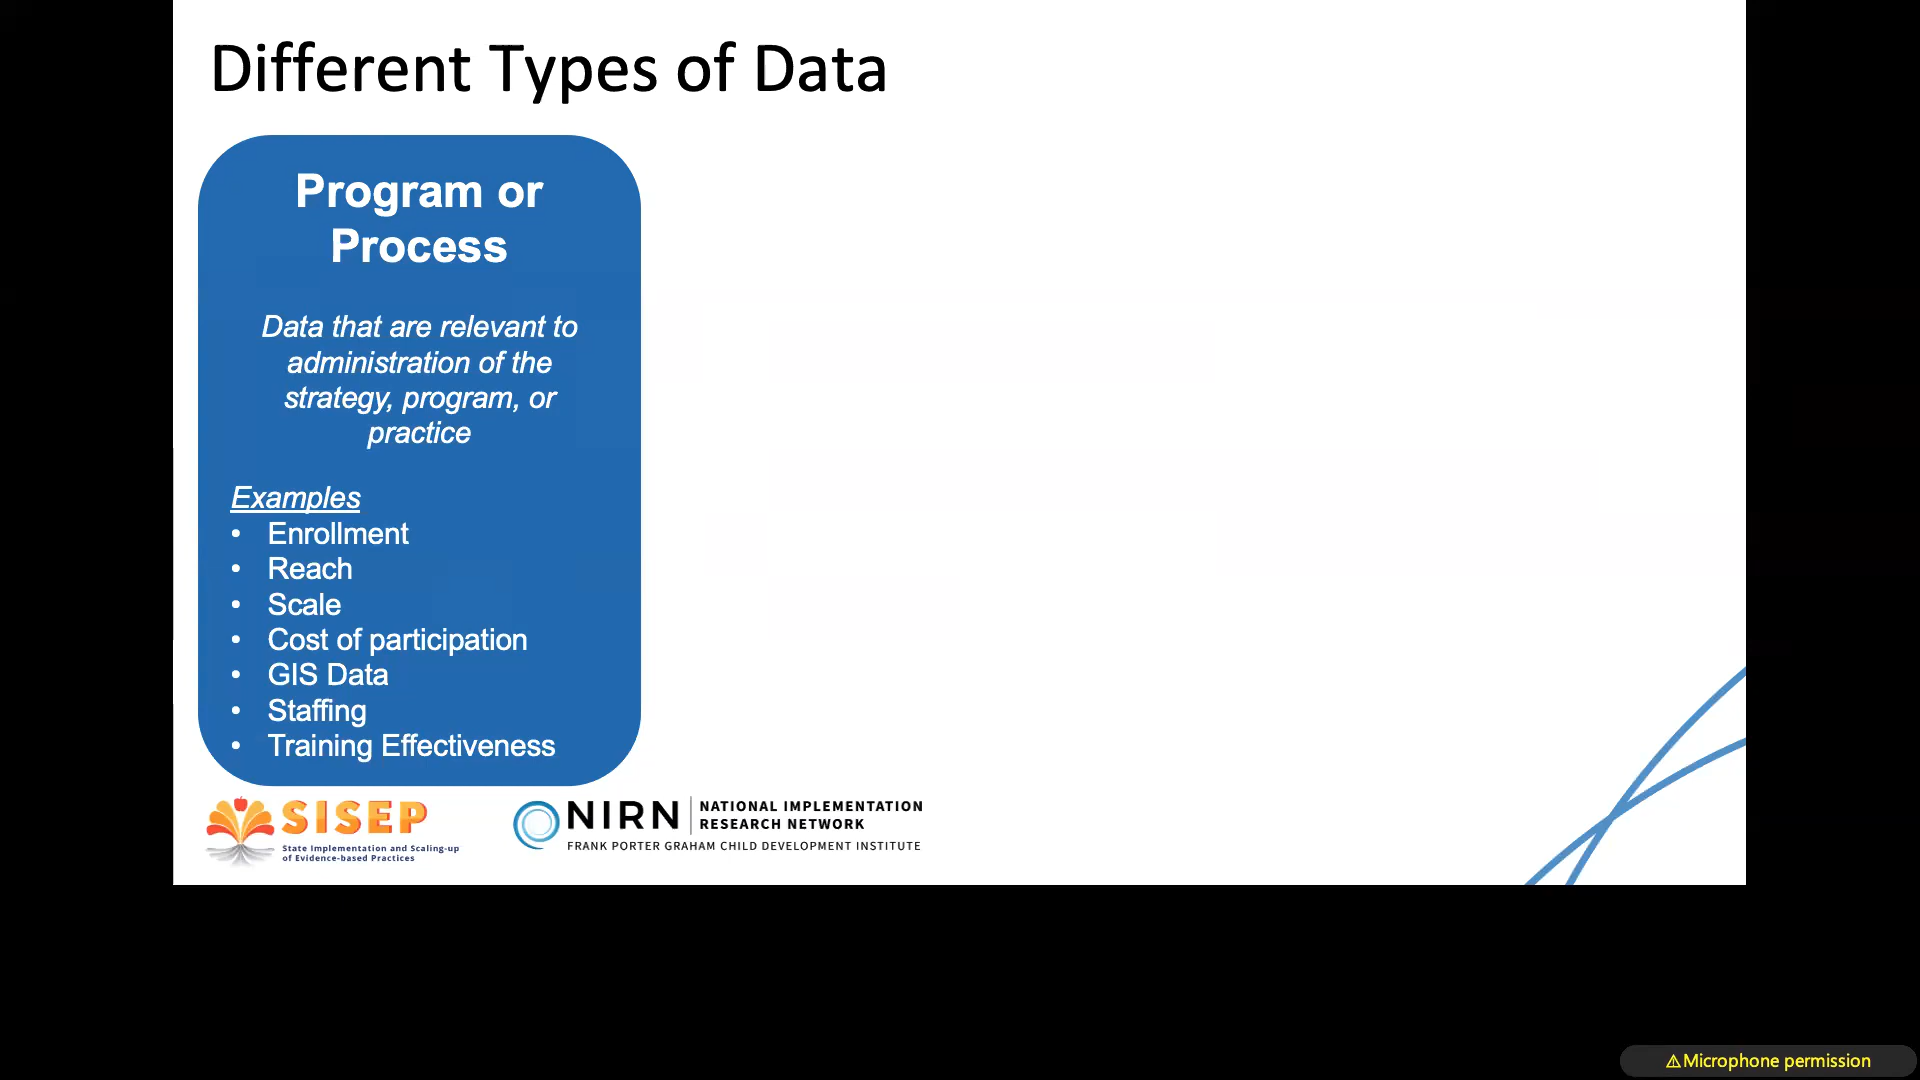 Different Types of Data
Program or
Process
Data that are relevant to
administration of the
strategy, program, or
practice
Examples
• Enrollment
• Reach
• Scale
• Cost of participation
• GIS Data
• Staffing
• Training Effectiveness
SISEP
State Implementation and Scaling-up
of Evidence-based Practices
NIRN
NATIONAL IMPLEMENTATION
RESEARCH NETWORK
FRANK PORTER GRAHAM CHILD DEVELOPMENT INSTITUTE
⚠Microphone permission